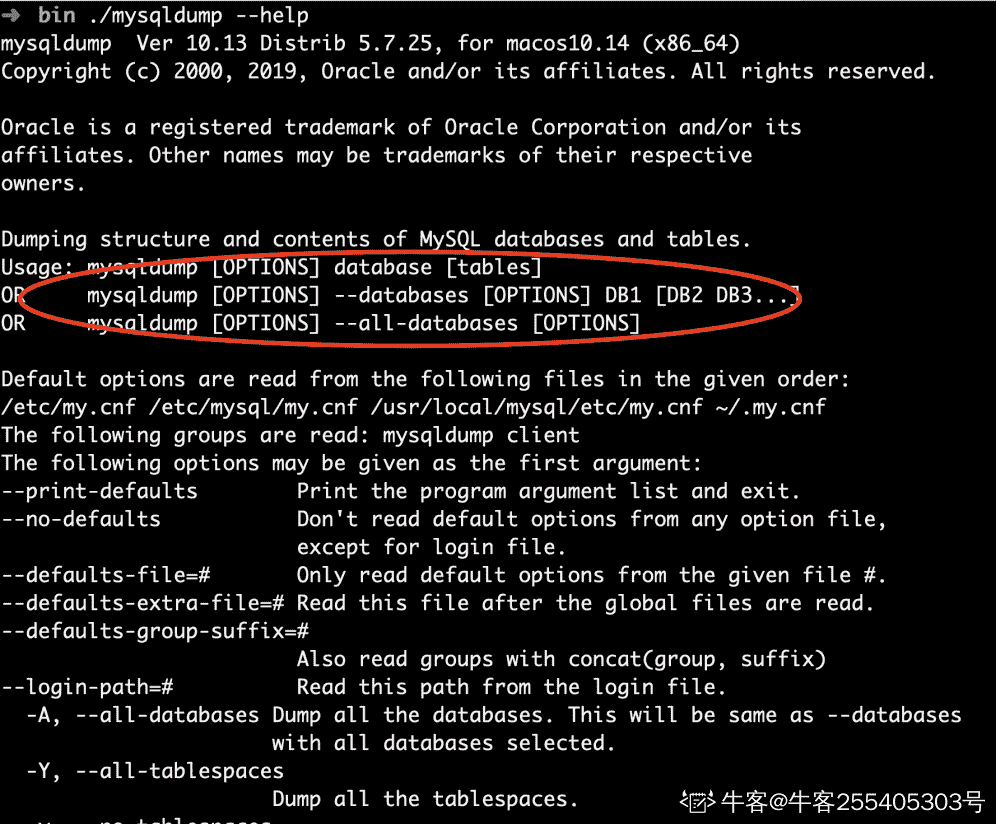 ➜ bin ./mysqldump --help
mysqldump  Ver 10.13 Distrib 5.7.25, for macos10.14 (x86_64)
Copyright (c) 2000, 2019, Oracle and/or its affiliates. All rights reserved.
Oracle is a registered trademark of Oracle Corporation and/or its
affiliates. Other names may be trademarks of their respective
owners.
Dumping structure and contents of MySQL databases and tables.
Usage: mysqldump [OPTIONS] database [tables]
OR     mysqldump [OPTIONS] --databases [OPTIONS] DB1 [DB2 DB3...]
OR     mysqldump [OPTIONS] --all-databases [OPTIONS]
Default options are read from the following files in the given order:
/etc/my.cnf /etc/mysql/my.cnf /usr/local/mysql/etc/my.cnf ~/.my.cnf
The following groups are read: mysqldump client
The following options may be given as the first argument:
--print-defaults        Print the program argument list and exit.
--no-defaults           Don't read default options from any option file,
                        except for login file.
--defaults-file=#       Only read default options from the given file #.
--defaults-extra-file=# Read this file after the global files are read.
--defaults-group-suffix=#
                        Also read groups with concat(group, suffix)
--login-path=#          Read this path from the login file.
  -A, --all-databases Dump all the databases. This will be same as --databases
                      with all databases selected.
  -Y, --all-tablespaces
                      Dump all the tablespaces.
牛客@牛客255405303号